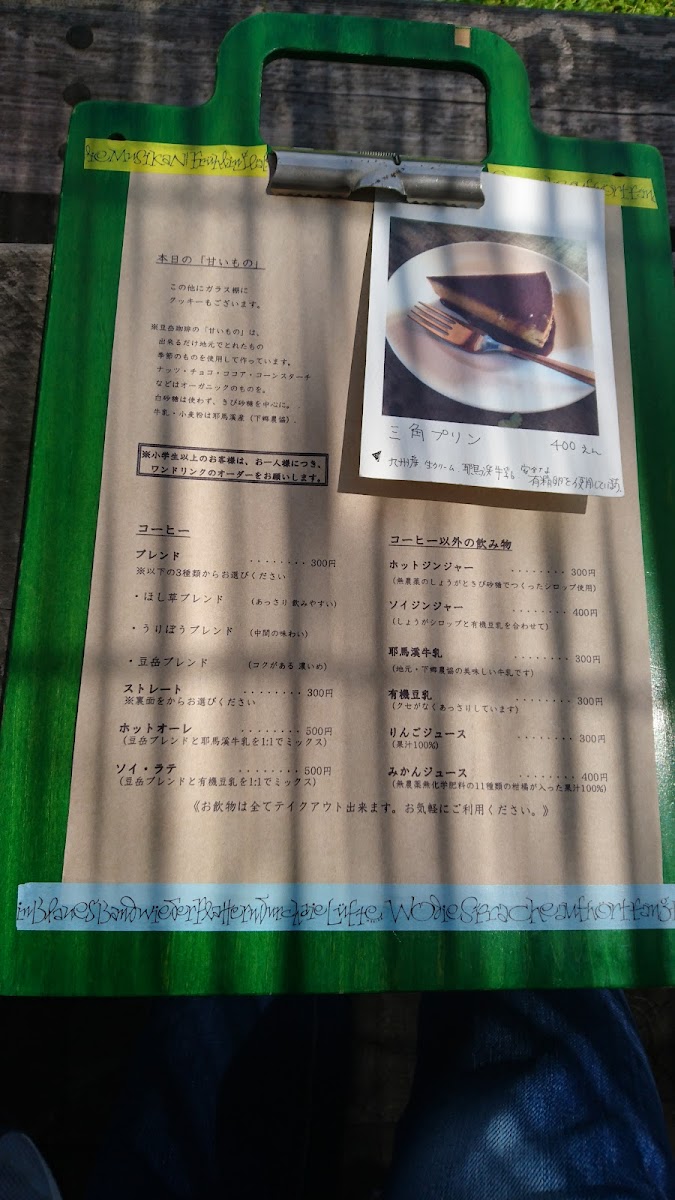 本日の「甘いもの」
この他にガラス棚に
クッキーもございます。
※豆岳珈琲の「甘いもの」は、
出来るだけ地元でとれたもの
季節のものを使用して作っています。
ナッツ・チョコ・ココア・コーンスターチ
などはオーガニックのものを。
白砂糖は使わず、きび砂糖を中心に。
牛乳・小麦粉は耶馬溪産(下郷農協)。
※小学生以上のお客様は、お一人様につき、
ワンドリンクのオーダーをお願いします。
三角プリン
400えん
九州産 生クリーム、耶馬溪牛乳、
有精卵を使用している
コーヒー
ブレンド ・・・・・・・・ 300円
※以下の3種類からお選びください
・ほし草ブレンド (あっさり 飲みやすい)
・うりぼうブレンド (中間の味わい)
・豆岳ブレンド (コクがある 濃いめ)
ストレート ・・・・・・・・ 300円
※裏面をからお選びください
ホットオーレ ・・・・・・・・ 500円
(豆岳ブレンドと耶馬溪牛乳を1:1でミックス)
ソイ・ラテ ・・・・・・・・ 500円
(豆岳ブレンドと有機豆乳を1:1でミックス)
コーヒー以外の飲み物
ホットジンジャー ・・・・・・・・ 300円
(無農薬のしょうがときび砂糖でつくったシロップ使用)
ソイジンジャー ・・・・・・・・ 400円
(しょうがシロップと有機豆乳を合わせて)
耶馬溪牛乳 ・・・・・・・・ 300円
(地元・下郷農協の美味しい牛乳です)
有機豆乳 ・・・・・・・・ 300円
(クセがなくあっさりしています)
りんごジュース ・・・・・・・・ 300円
(果汁100%)
みかんジュース ・・・・・・・・ 400円
(無農薬無化学肥料の11種類の柑橘が入った果汁100%)
《お飲物は全てテイクアウト出来ます。お気軽にご利用ください。》